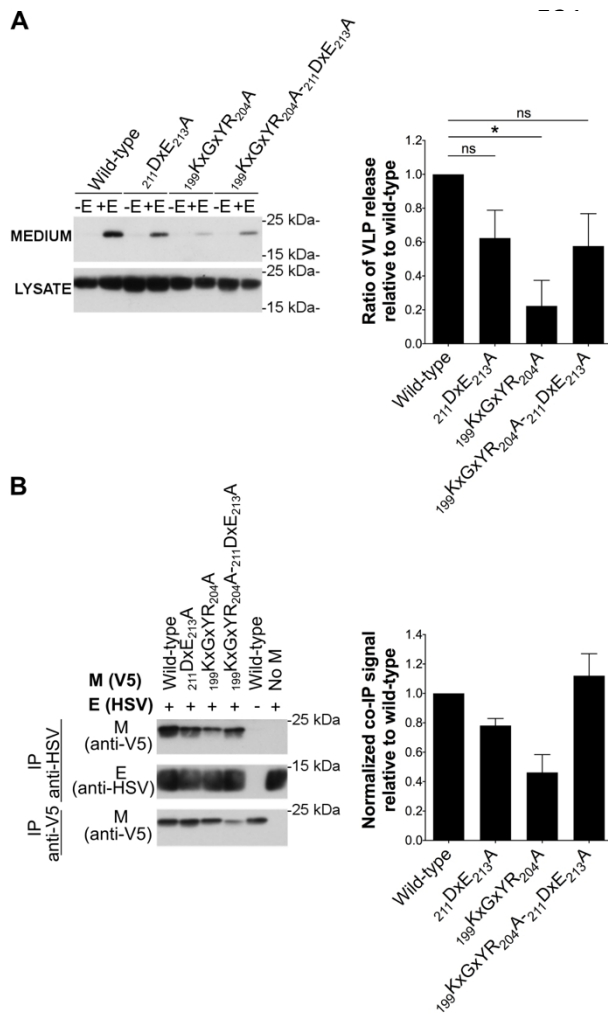 A
Wild-type
211DxE213A
199KxGxYR204A
199KxGxYR204A-211DxE213A
-E +E -E +E -E +E -E +E
MEDIUM
-25 kDa-
-15 kDa-
LYSATE
-25 kDa-
-15 kDa-
Ratio of VLP release
relative to wild-type
ns
*
ns
1.2
1.0
0.8
0.6
0.4
0.2
0.0
Wild-type
211DxE213A
199KxGxYR204A
199KxGxYR204A-211DxE213A
B
M (V5)
Wild-type
211DxE213A
199KxGxYR204A
199KxGxYR204A-211DxE213A
Wild-type
No M
E (HSV) + + + + - +
IP
anti-HSV
M
(anti-V5)
-25 kDa
E
(anti-HSV)
-15 kDa
IP
anti-V5
M
(anti-V5)
-25 kDa
Normalized co-IP signal
relative to wild-type
1.4
1.2
1.0
0.8
0.6
0.4
0.2
0.0
Wild-type
211DxE213A
199KxGxYR204A
199KxGxYR204A-211DxE213A